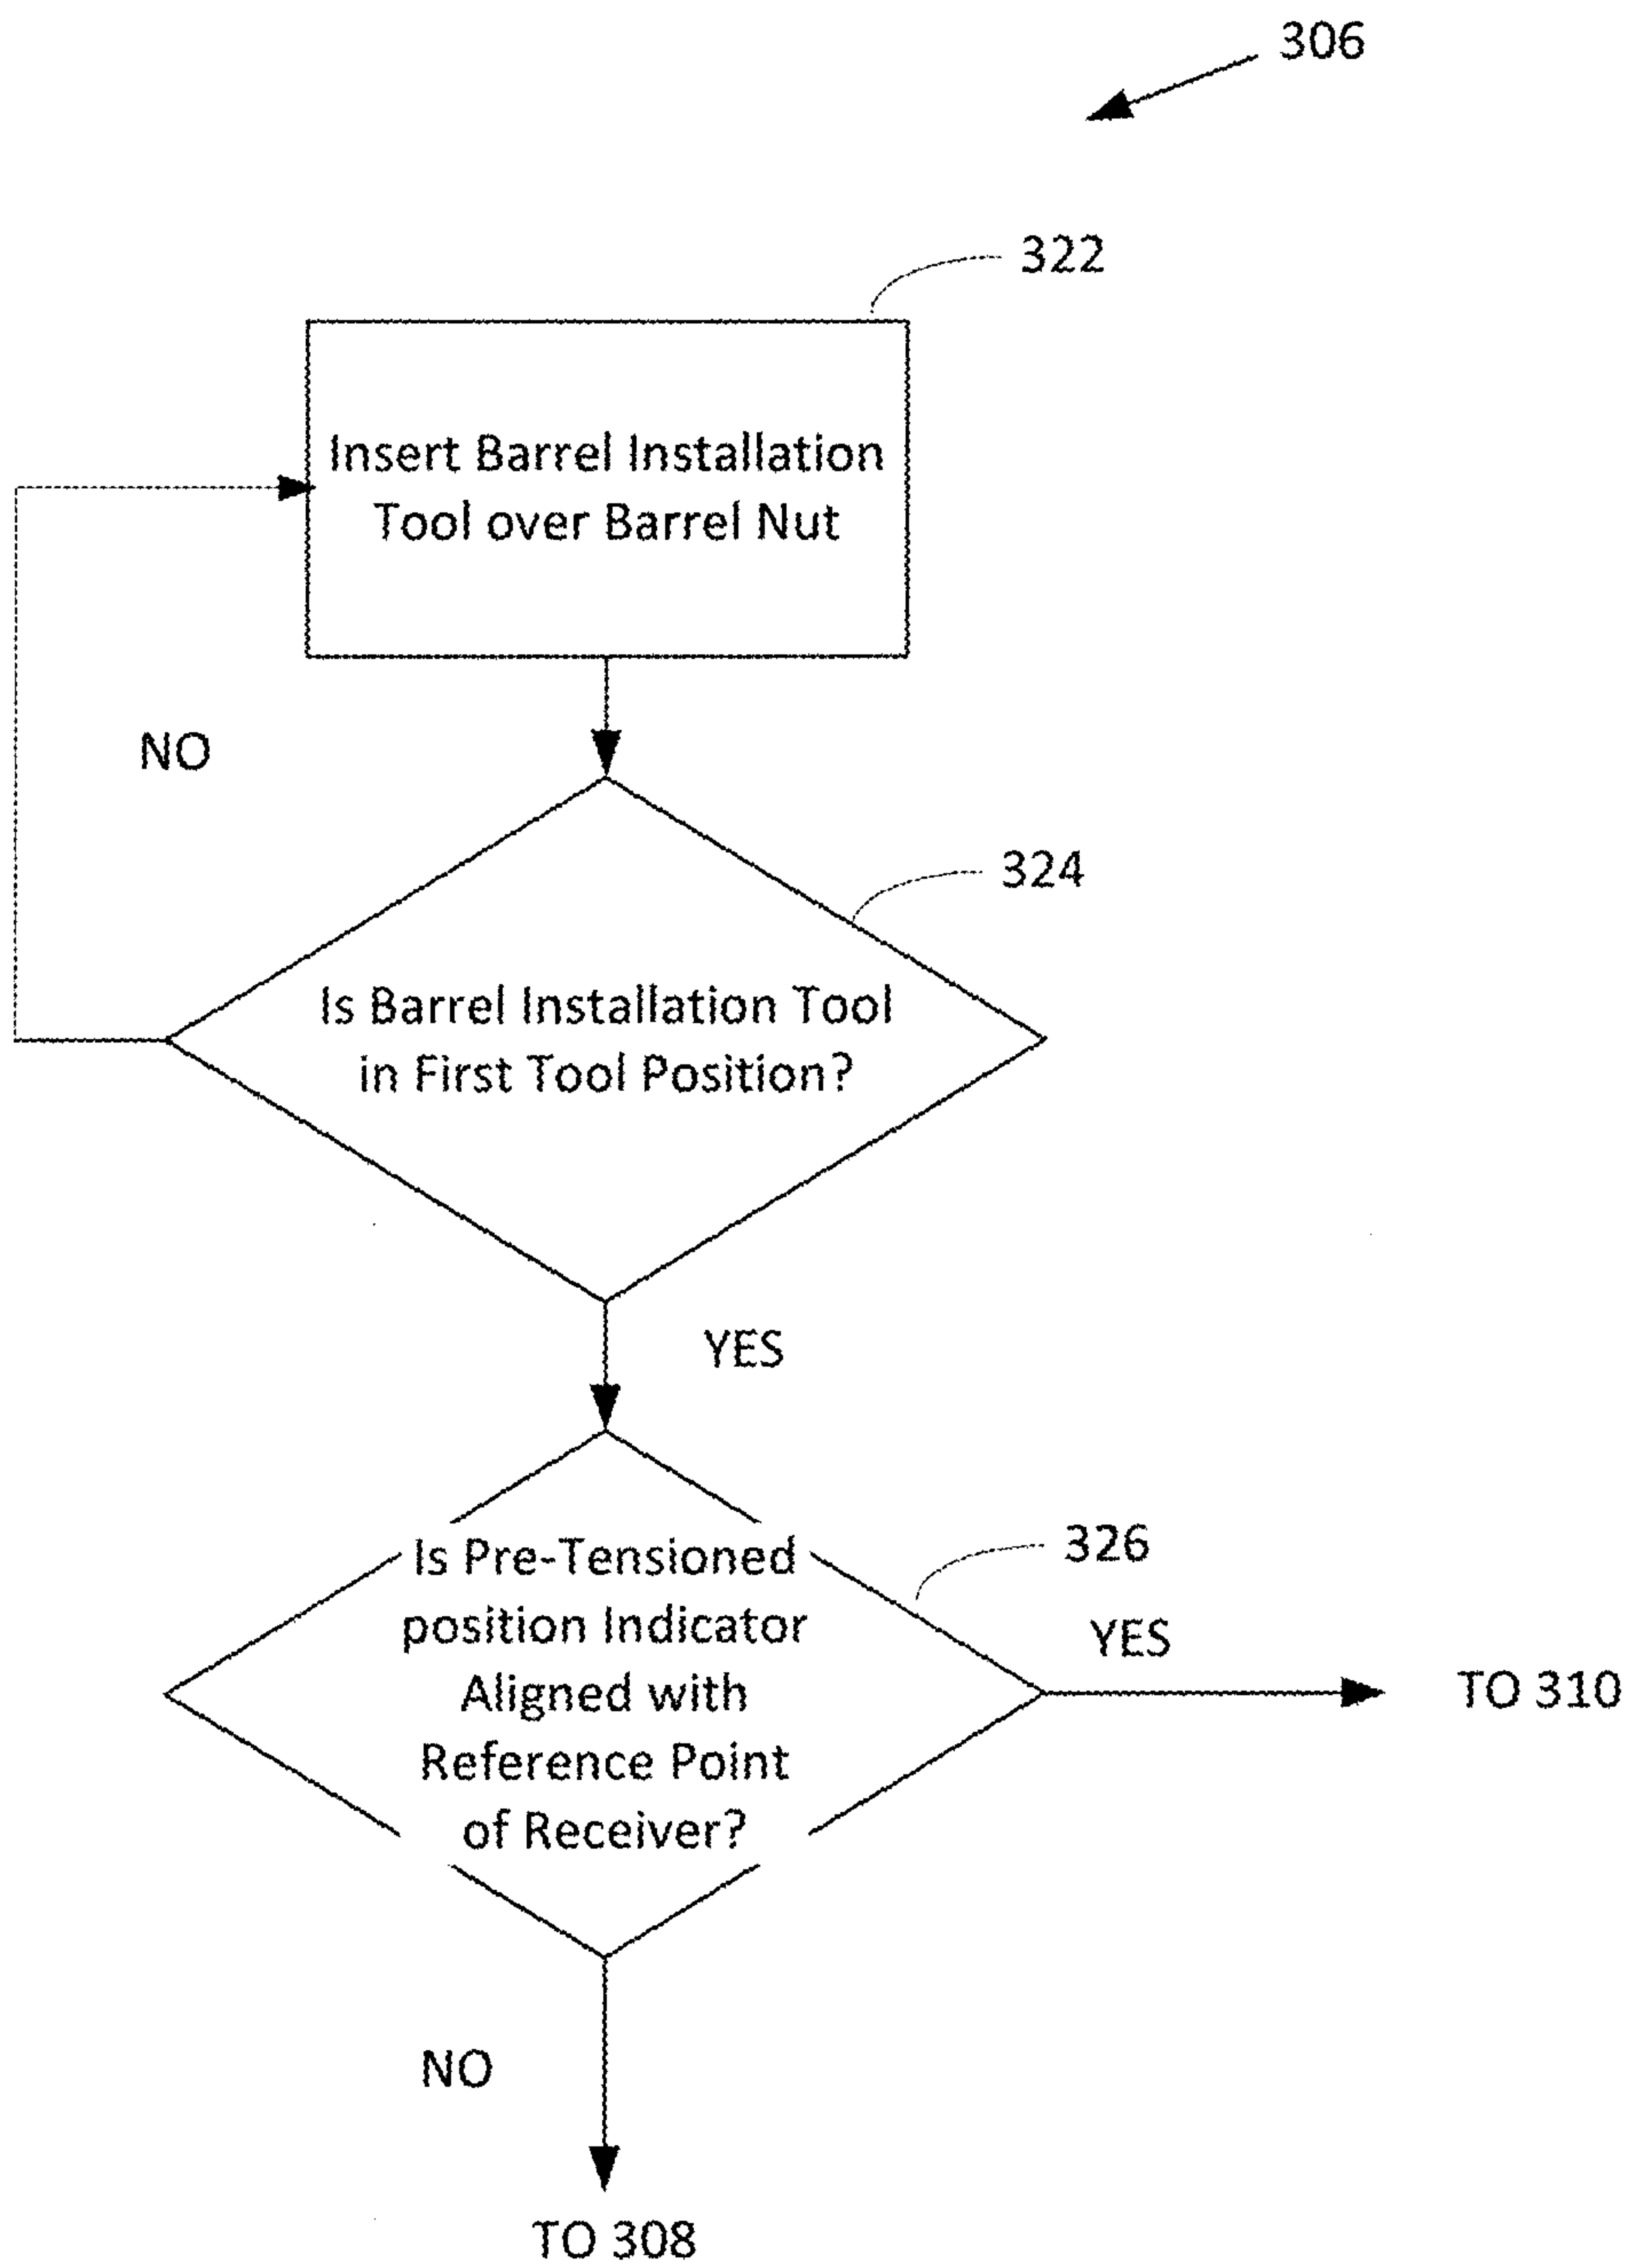 306
322
Insert Barrel Installation
Tool over Barrel Nut
NO
324
Is Barrel Installation Tool
in First Tool Position?
YES
Is Pre-Tensioned
position Indicator
Aligned with
Reference Point
of Receiver?
326
YES
TO 310
NO
TO 308